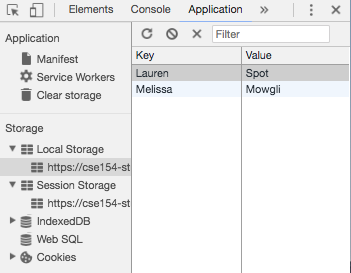 Elements Console Application »
Application
Manifest
Service Workers
Clear storage
Storage
Local Storage
https://cse154-st
Session Storage
https://cse154-st
IndexedDB
Web SQL
Cookies
Filter
Key Value
Lauren Spot
Melissa Mowgli